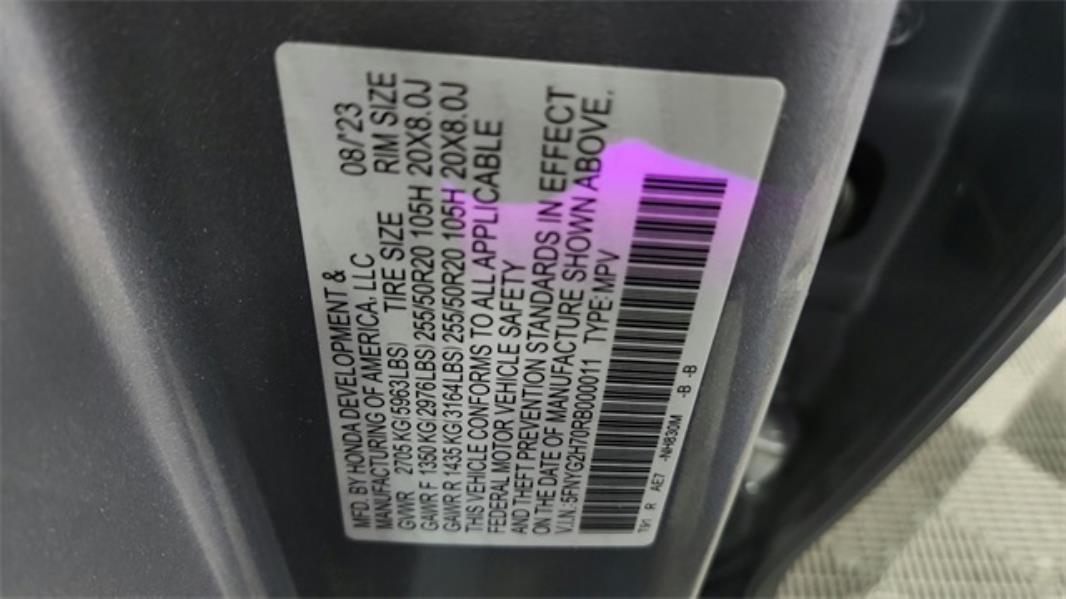 MFD. BY HONDA DEVELOPMENT & 08/'23
MANUFACTURING OF AMERICA, LLC RIM SIZE
GVWR 2705 KG(5963LBS) TIRE SIZE
GAWR F 1350 KG(2976LBS) 255/50R20 105H 20X8.0J
GAWR R 1435 KG(3164LBS) 255/50R20 105H 20X8.0J
THIS VEHICLE CONFORMS TO ALL APPLICABLE
FEDERAL MOTOR VEHICLE SAFETY
AND THEFT PREVENTION STANDARDS IN EFFECT
ON THE DATE OF MANUFACTURE SHOWN ABOVE.
V.I.N.:5FNYG2H70RB000011 TYPE:MPV
T91 R AE7 -NH830M -B -B